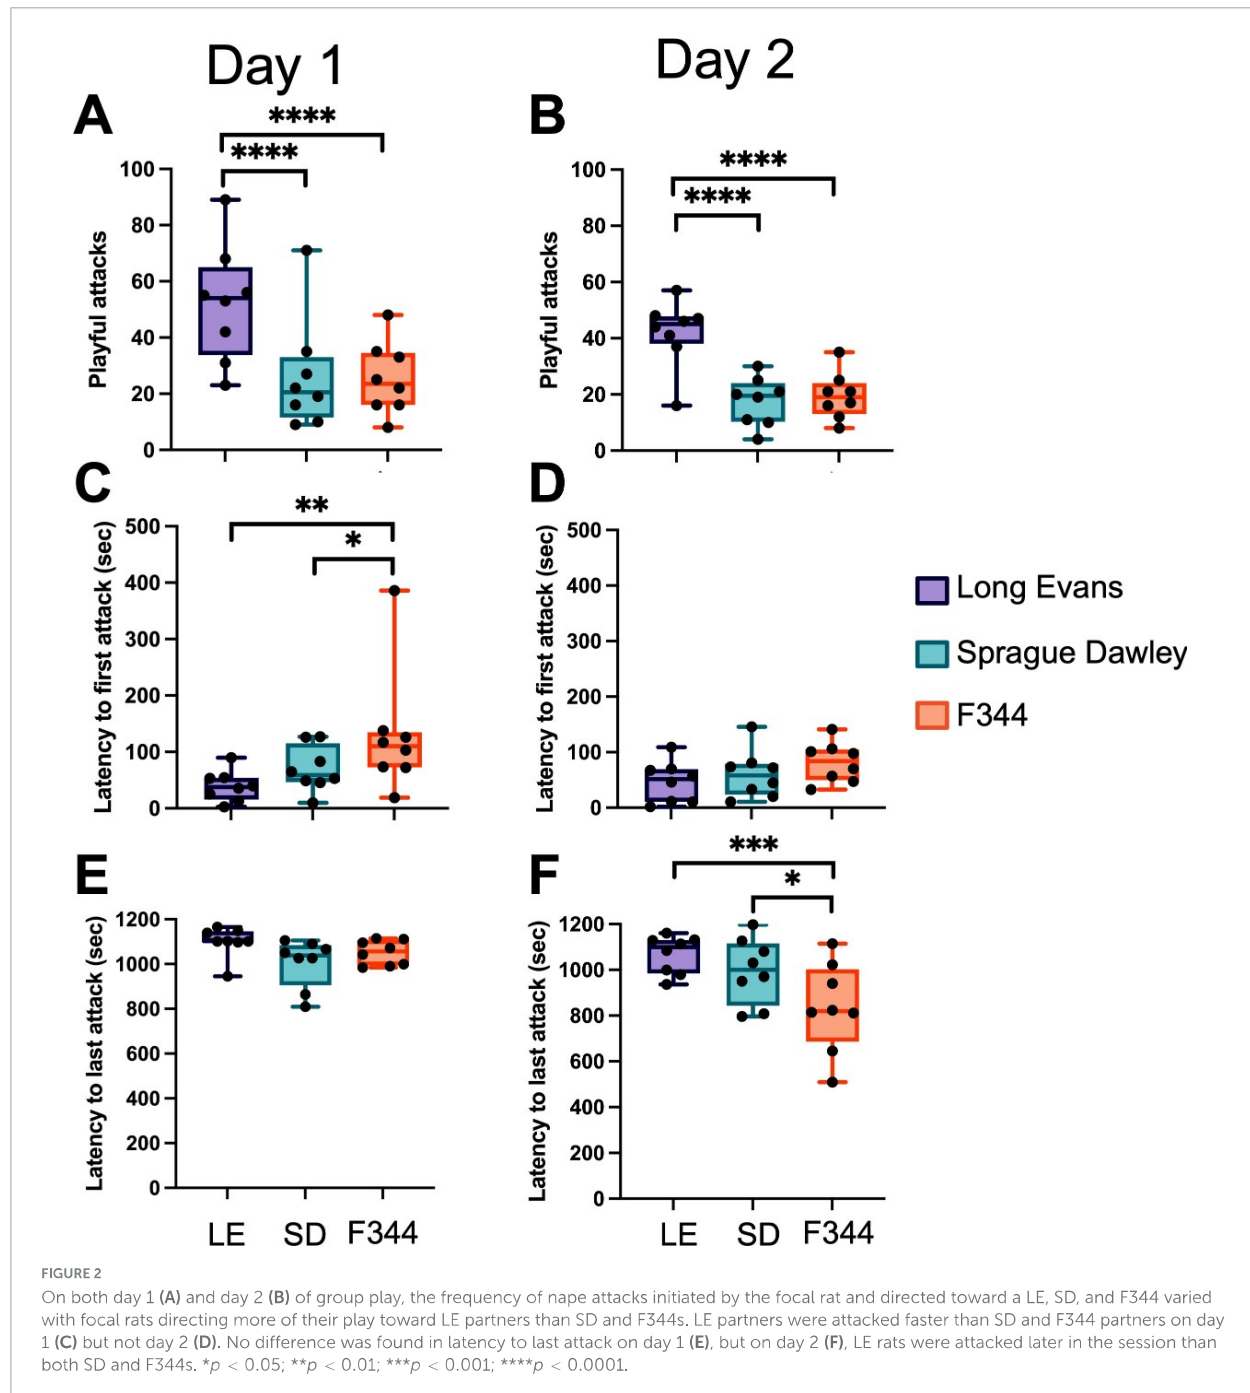 Day 1
Day 2
A
****
****
100
80
60
40
20
0
Playful attacks
B
****
****
100
80
60
40
20
0
Playful attacks
C
**
*
500
400
300
200
100
0
Latency to first attack (sec)
D
500
400
300
200
100
0
Latency to first attack (sec)
Long Evans
Sprague Dawley
F344
E
1200
1000
800
600
400
200
0
Latency to last attack (sec)
LE SD F344
F
***
*
1200
1000
800
600
400
200
0
Latency to last attack (sec)
LE SD F344
FIGURE 2
On both day 1 (A) and day 2 (B) of group play, the frequency of nape attacks initiated by the focal rat and directed toward a LE, SD, and F344 varied
with focal rats directing more of their play toward LE partners than SD and F344s. LE partners were attacked faster than SD and F344 partners on day
1 (C) but not day 2 (D). No difference was found in latency to last attack on day 1 (E), but on day 2 (F), LE rats were attacked later in the session than
both SD and F344s. *p < 0.05; **p < 0.01; ***p < 0.001; ****p < 0.0001.